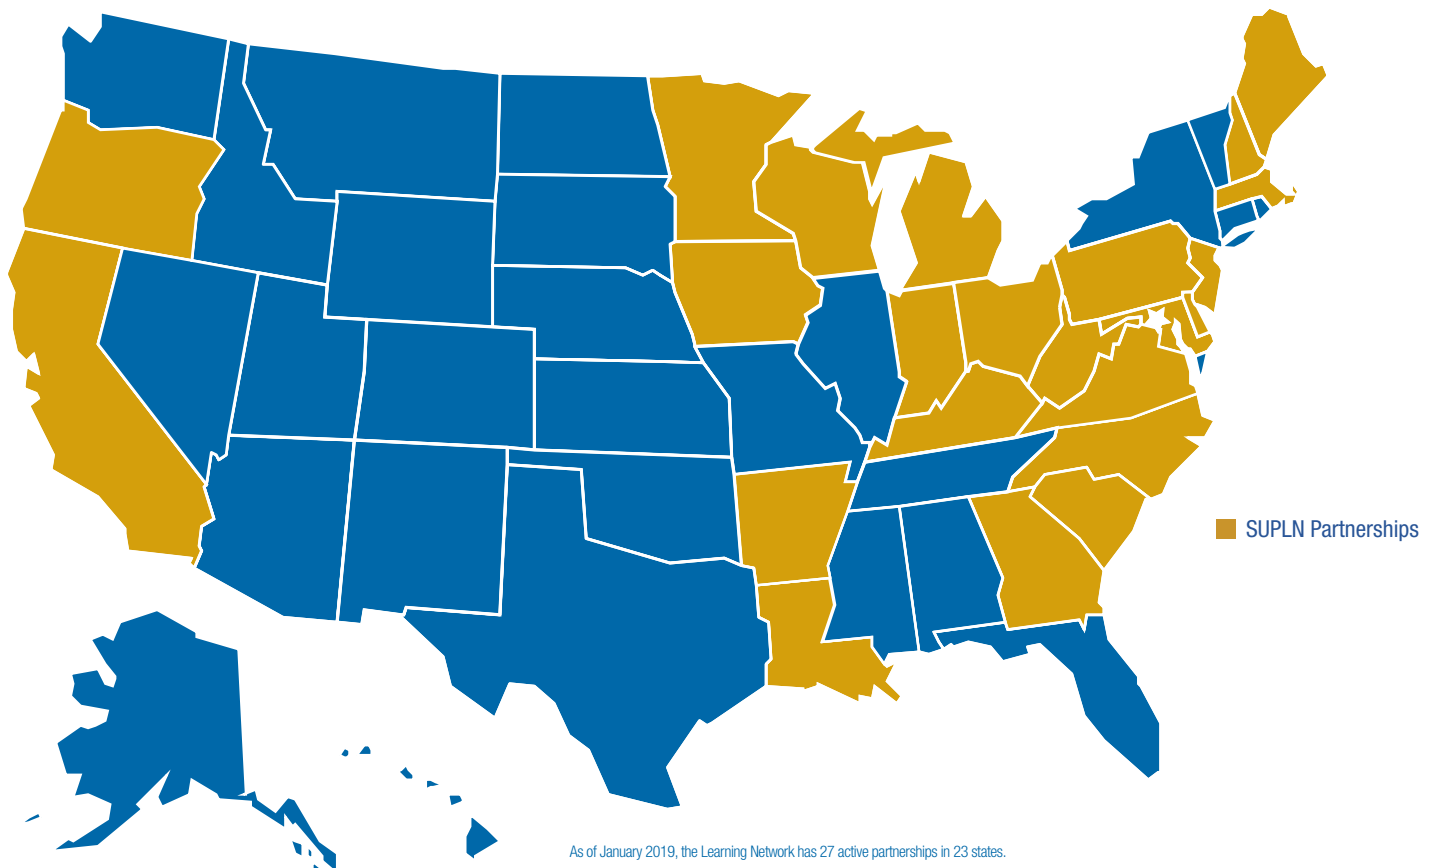 SUPLN Partnerships
As of January 2019, the Learning Network has 27 active partnerships in 23 states.